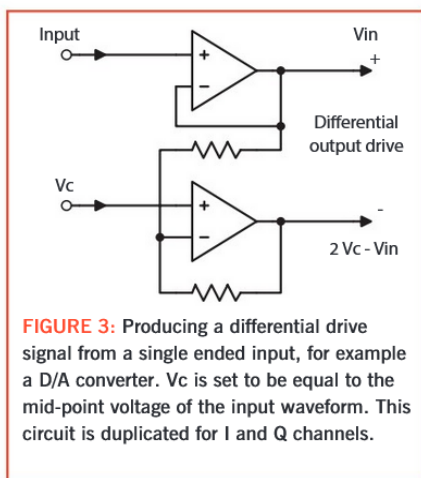 Input
Vin
+
+
−
Differential
output drive
Vc
+
-
−
2 Vc - Vin
FIGURE 3: Producing a differential drive
signal from a single ended input, for example
a D/A converter. Vc is set to be equal to the
mid-point voltage of the input waveform. This
circuit is duplicated for I and Q channels.